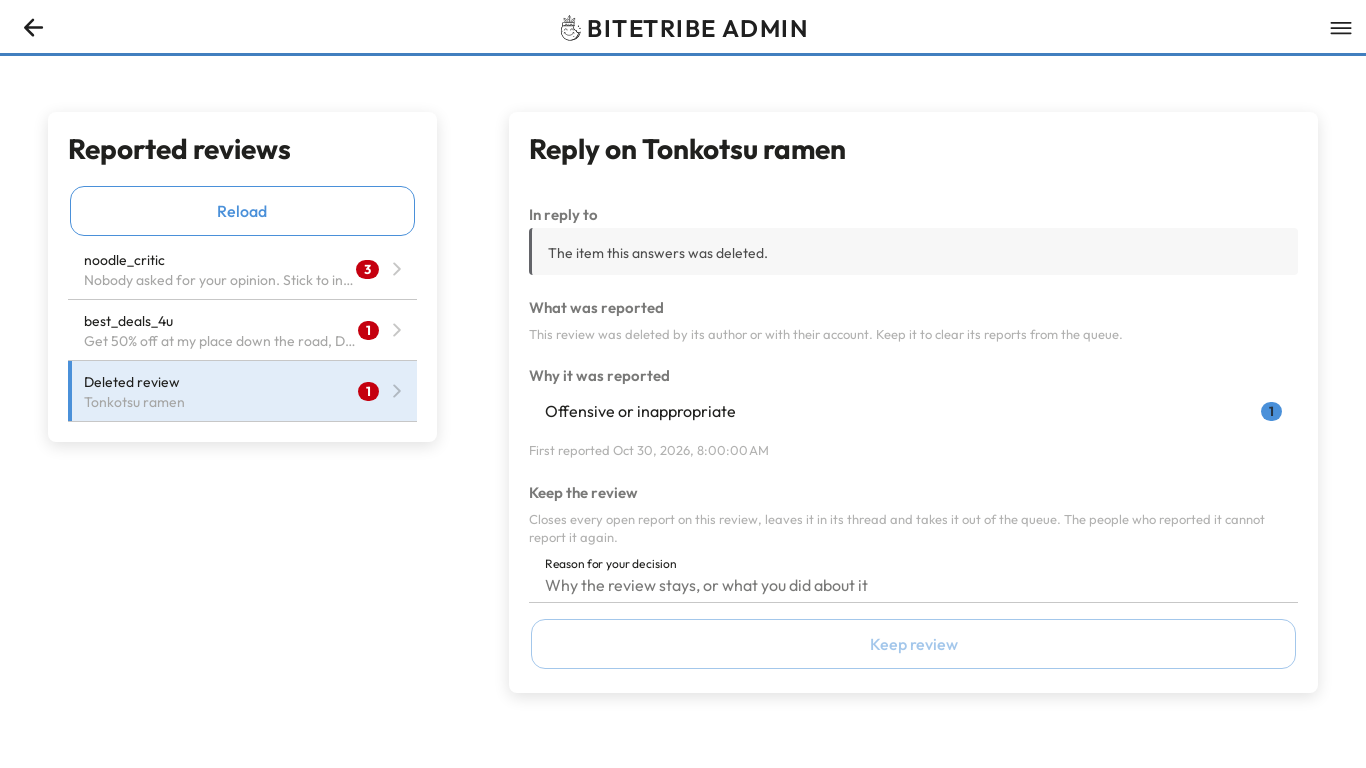 BITETRIBE ADMIN
Reported reviews
Reload
noodle_critic
Nobody asked for your opinion. Stick to in...
3
best_deals_4u
Get 50% off at my place down the road, D...
1
Deleted review
Tonkotsu ramen
1
Reply on Tonkotsu ramen
In reply to
The item this answers was deleted.
What was reported
This review was deleted by its author or with their account. Keep it to clear its reports from the queue.
Why it was reported
Offensive or inappropriate
1
First reported Oct 30, 2026, 8:00:00 AM
Keep the review
Closes every open report on this review, leaves it in its thread and takes it out of the queue. The people who reported it cannot
report it again.
Reason for your decision
Why the review stays, or what you did about it
Keep review